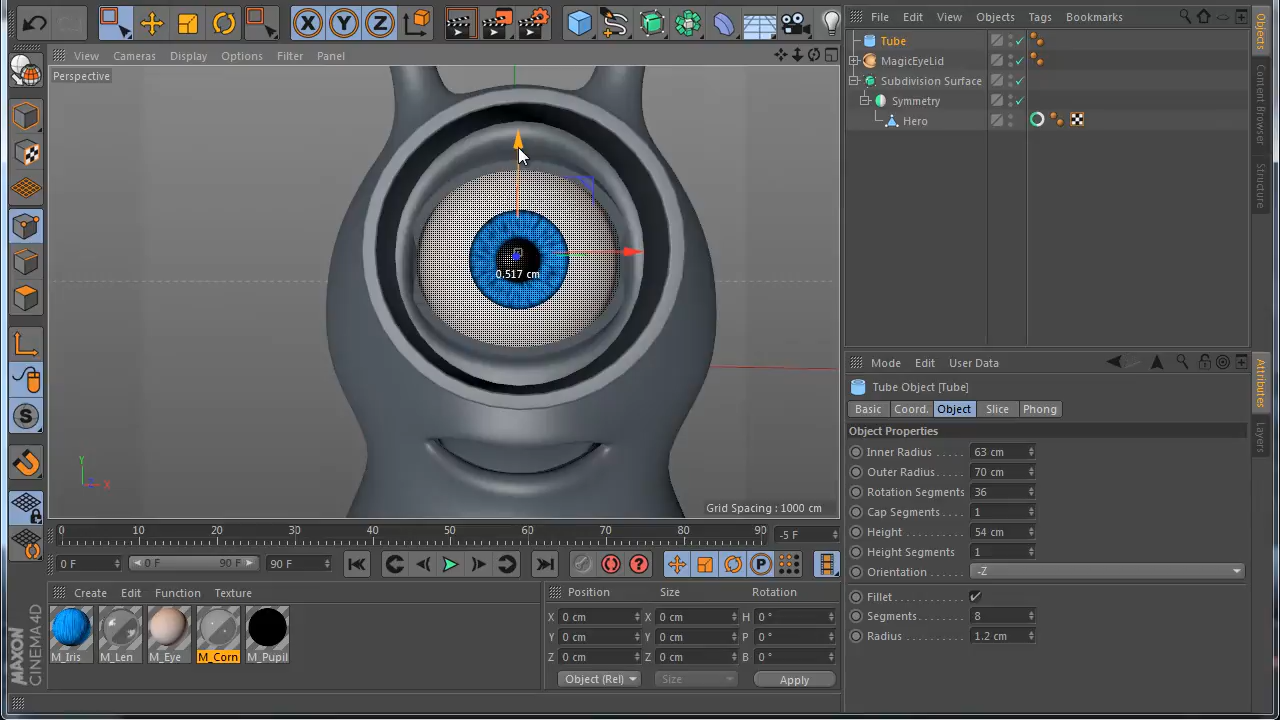 X Y Z
File Edit View Objects Tags Bookmarks
View Cameras Display Options Filter Panel
Perspective
Tube
MagicEyeLid
Subdivision Surface
Symmetry
Hero
Objects
Content Browser
Structure
0.517 cm
Y
Z X
Grid Spacing : 1000 cm
Mode Edit User Data
Tube Object [Tube]
Basic Coord. Object Slice Phong
Object Properties
Inner Radius . . . . . 63 cm
Outer Radius . . . . 70 cm
Rotation Segments 36
Cap Segments . . . 1
Height . . . . . . . . . 54 cm
Height Segments 1
Orientation . . . . . . -Z
Fillet . . . . . . . . . .
Segments . . . . . . . 8
Radius . . . . . . . . . 1.2 cm
Attributes
Layers
0 10 20 30 40 50 60 70 80 90
-5 F
0 F 0 F 90 F 90 F
Create Edit Function Texture
M_Iris M_Len M_Eye M_Corn M_Pupil
Position Size Rotation
X 0 cm X 0 cm H 0 °
Y 0 cm Y 0 cm P 0 °
Z 0 cm Z 0 cm B 0 °
Object (Rel) Size Apply
MAXON
CINEMA 4D